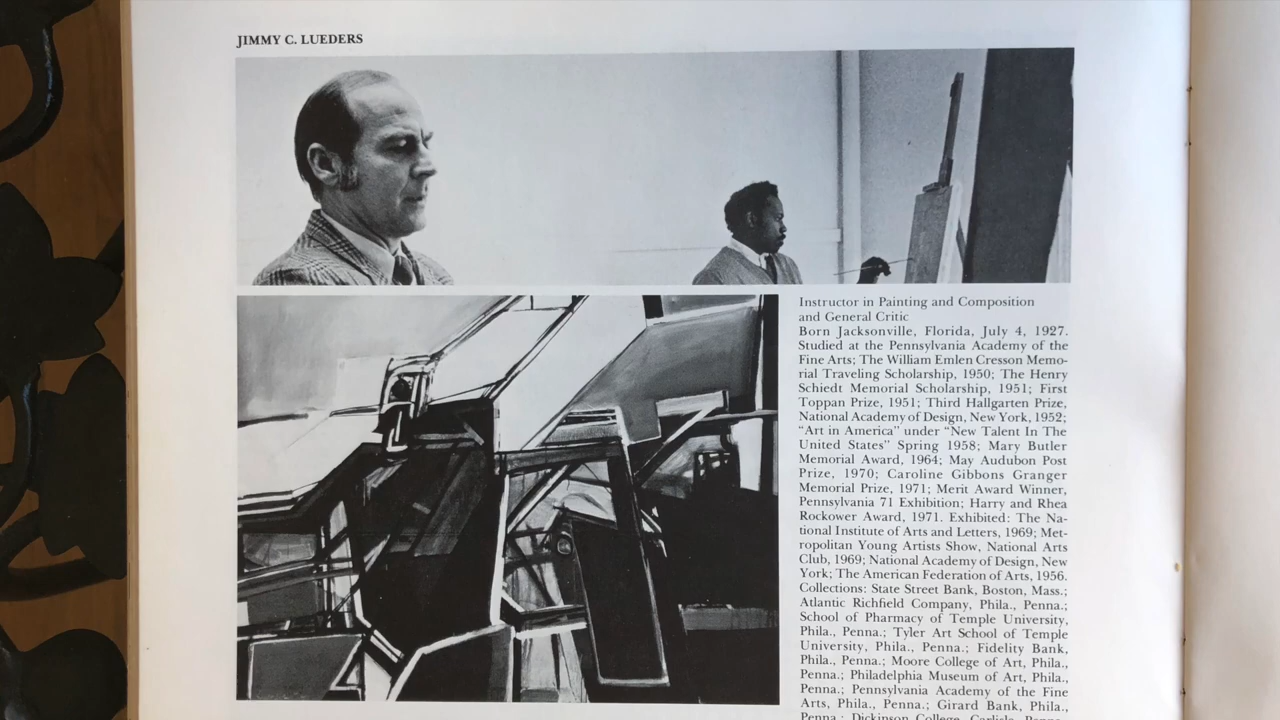 JIMMY C. LUEDERS
Instructor in Painting and Composition
and General Critic
Born Jacksonville, Florida, July 4, 1927.
Studied at the Pennsylvania Academy of the
Fine Arts; The William Emlen Cresson Memo-
rial Traveling Scholarship, 1950; The Henry
Schiedt Memorial Scholarship, 1951; First
Toppan Prize, 1951; Third Hallgarten Prize,
National Academy of Design, New York, 1952;
“Art in America” under “New Talent In The
United States” Spring 1958; Mary Butler
Memorial Award, 1964; May Audubon Post
Prize, 1970; Caroline Gibbons Granger
Memorial Prize, 1971; Merit Award Winner,
Pennsylvania 71 Exhibition; Harry and Rhea
Rockower Award, 1971. Exhibited: The Na-
tional Institute of Arts and Letters, 1969; Met-
ropolitan Young Artists Show, National Arts
Club, 1969; National Academy of Design, New
York; The American Federation of Arts, 1956.
Collections: State Street Bank, Boston, Mass.;
Atlantic Richfield Company, Phila., Penna.;
School of Pharmacy of Temple University,
Phila., Penna.; Tyler Art School of Temple
University, Phila., Penna.; Fidelity Bank,
Phila., Penna.; Moore College of Art, Phila.,
Penna.; Philadelphia Museum of Art, Phila.,
Penna.; Pennsylvania Academy of the Fine
Arts, Phila., Penna.; Girard Bank, Phila.,
Penna.; Dickinson College, Carlisle, Penna.